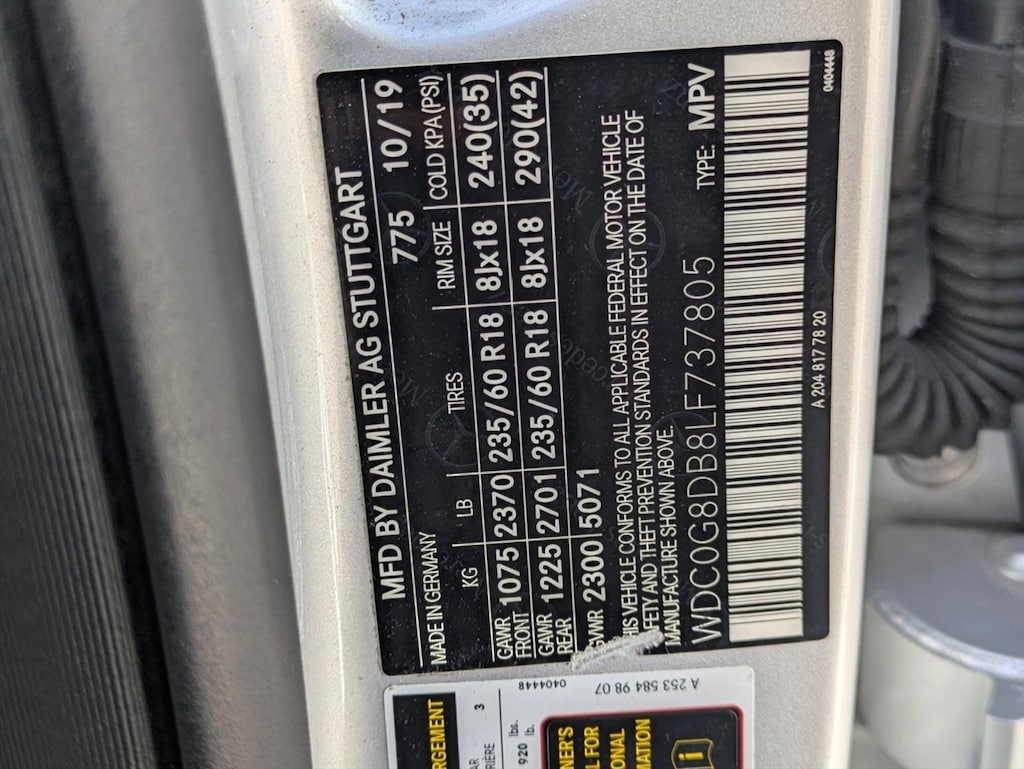 MFD BY DAIMLER AG STUTTGART
MADE IN GERMANY 775 10/19
KG LB TIRES RIM SIZE COLD KPA (PSI)
GAWR FRONT 1075 2370 235/60 R18 8Jx18 240(35)
GAWR REAR 1225 2701 235/60 R18 8Jx18 290(42)
GVWR 2300 5071
THIS VEHICLE CONFORMS TO ALL APPLICABLE FEDERAL MOTOR VEHICLE
SAFETY AND THEFT PREVENTION STANDARDS IN EFFECT ON THE DATE OF
MANUFACTURE SHOWN ABOVE.
WDC0G8DB8LF737805 TYPE: MPV
A 204 817 78 20
0404448
0404448
A 253 584 98 07
3
920 lb.
lbs.